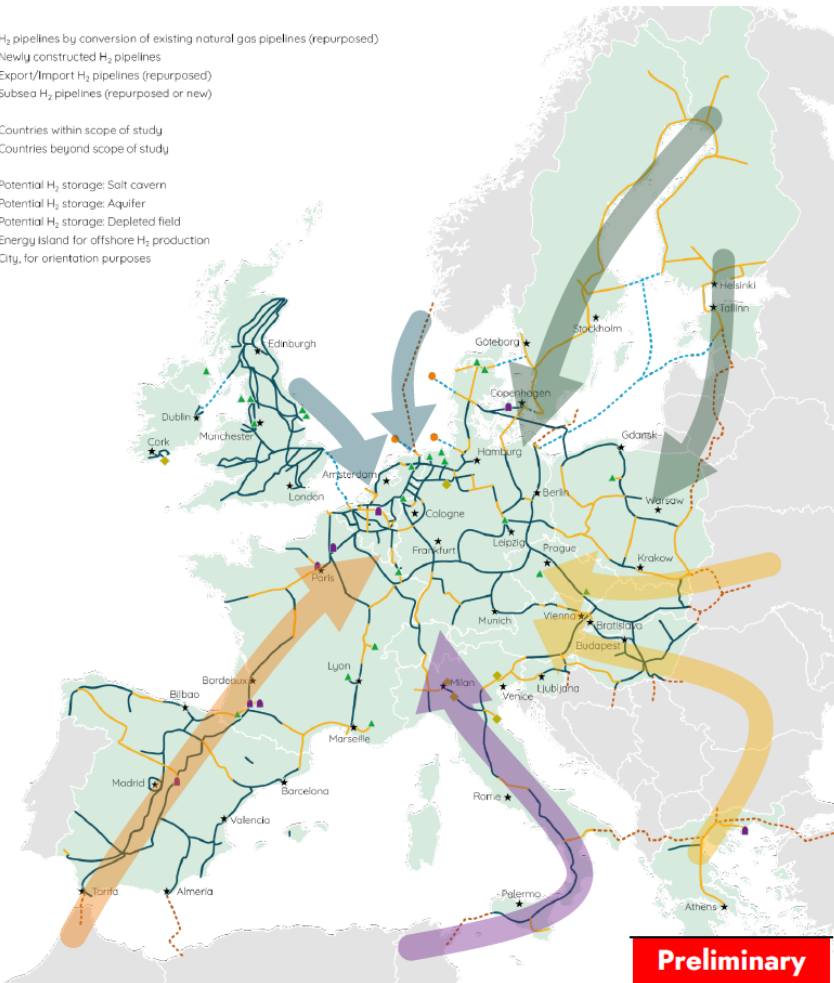 H₂ pipelines by conversion of existing natural gas pipelines (repurposed)
Newly constructed H₂ pipelines
Export/Import H₂ pipelines (repurposed)
Subsea H₂ pipelines (repurposed or new)
Countries within scope of study
Countries beyond scope of study
Potential H₂ storage: Salt cavern
Potential H₂ storage: Aquifer
Potential H₂ storage: Depleted field
Energy island for offshore H₂ production
City, for orientation purposes
Helsinki
Tallinn
Stockholm
Göteborg
Edinburgh
Copenhagen
Dublin
Manchester
Cork
Gdansk
Hamburg
Amsterdam
London
Berlin
Warsaw
Cologne
Leipzig
Frankfurt
Prague
Krakow
Paris
Munich
Vienna
Bratislava
Budapest
Lyon
Milan
Venice
Ljubljana
Bordeaux
Bilbao
Marseille
Madrid
Barcelona
Rome
Valencia
Tarifa
Almeria
Palermo
Athens
Preliminary